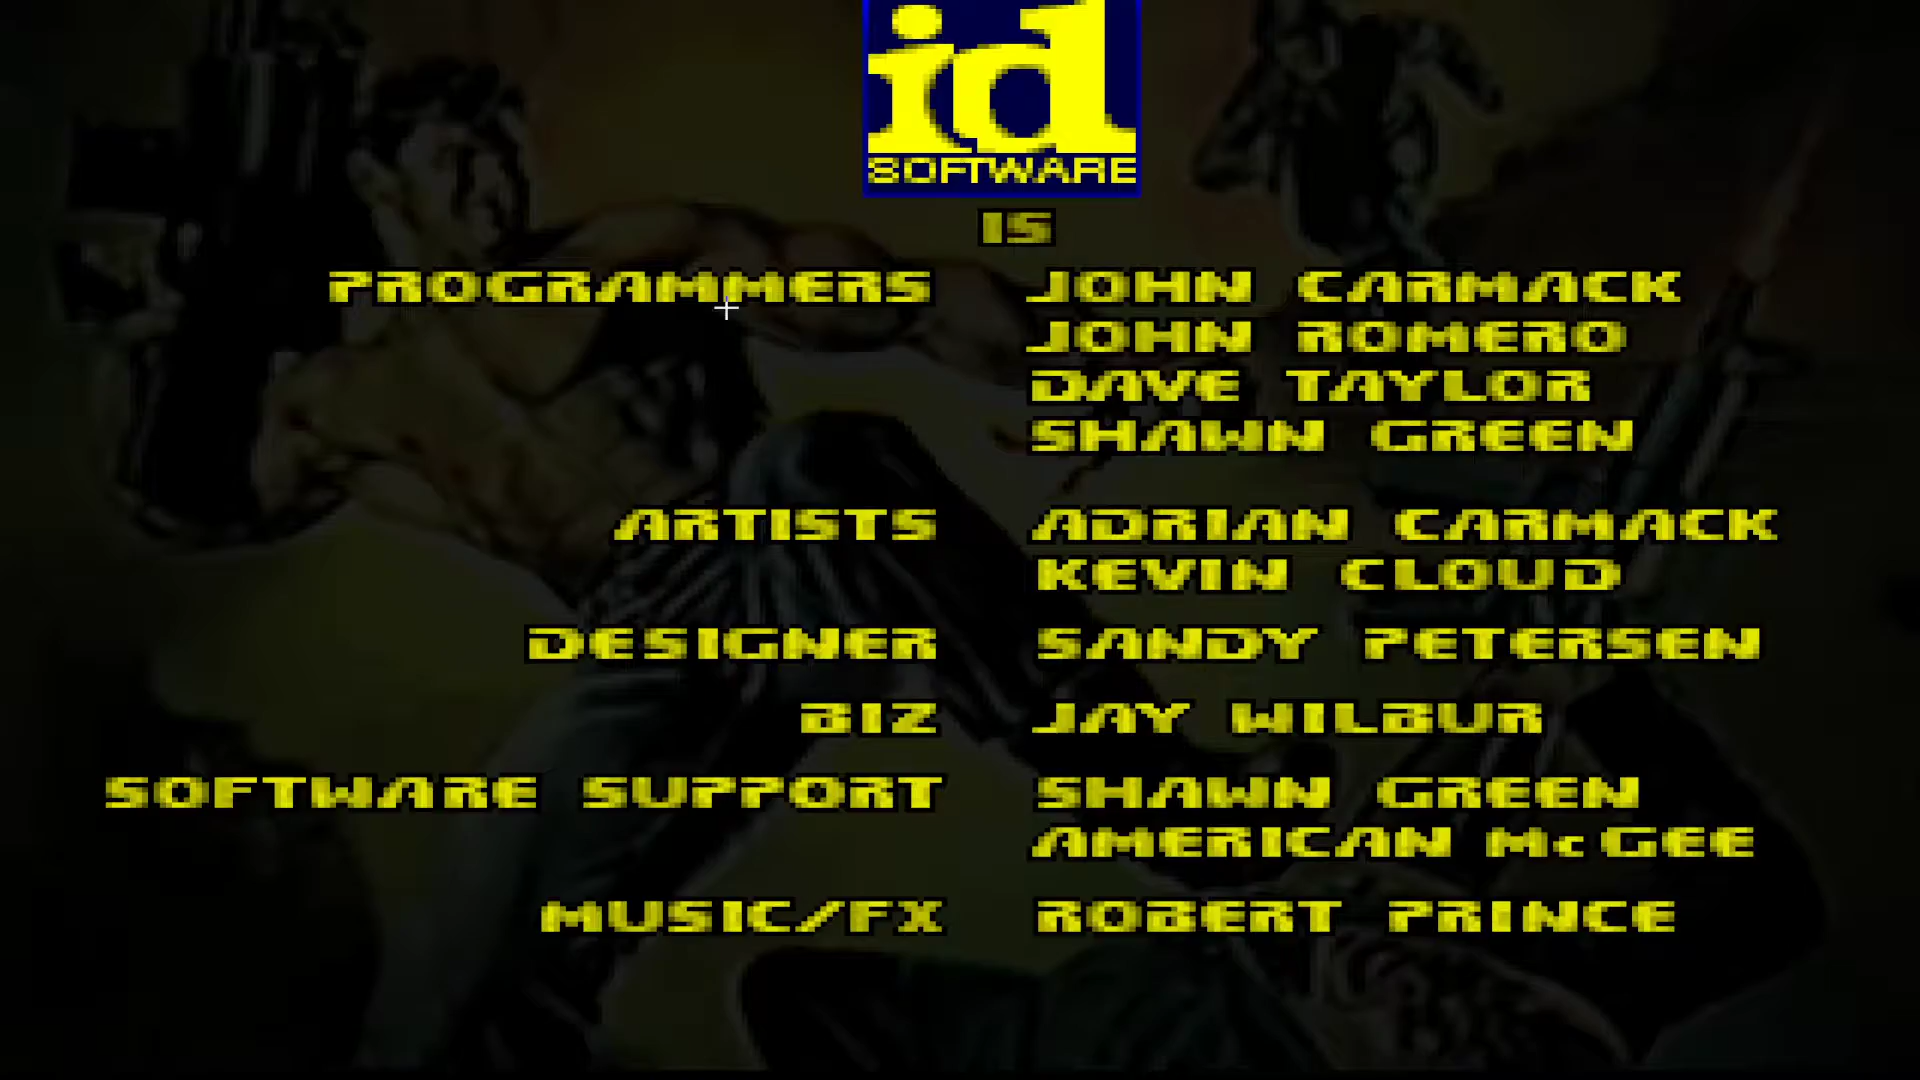 id
SOFTWARE
IS
PROGRAMMERS JOHN CARMACK
JOHN ROMERO
DAVE TAYLOR
SHAWN GREEN
ARTISTS ADRIAN CARMACK
KEVIN CLOUD
DESIGNER SANDY PETERSEN
BIZ JAY WILBUR
SOFTWARE SUPPORT SHAWN GREEN
AMERICAN McGEE
MUSIC/FX ROBERT PRINCE